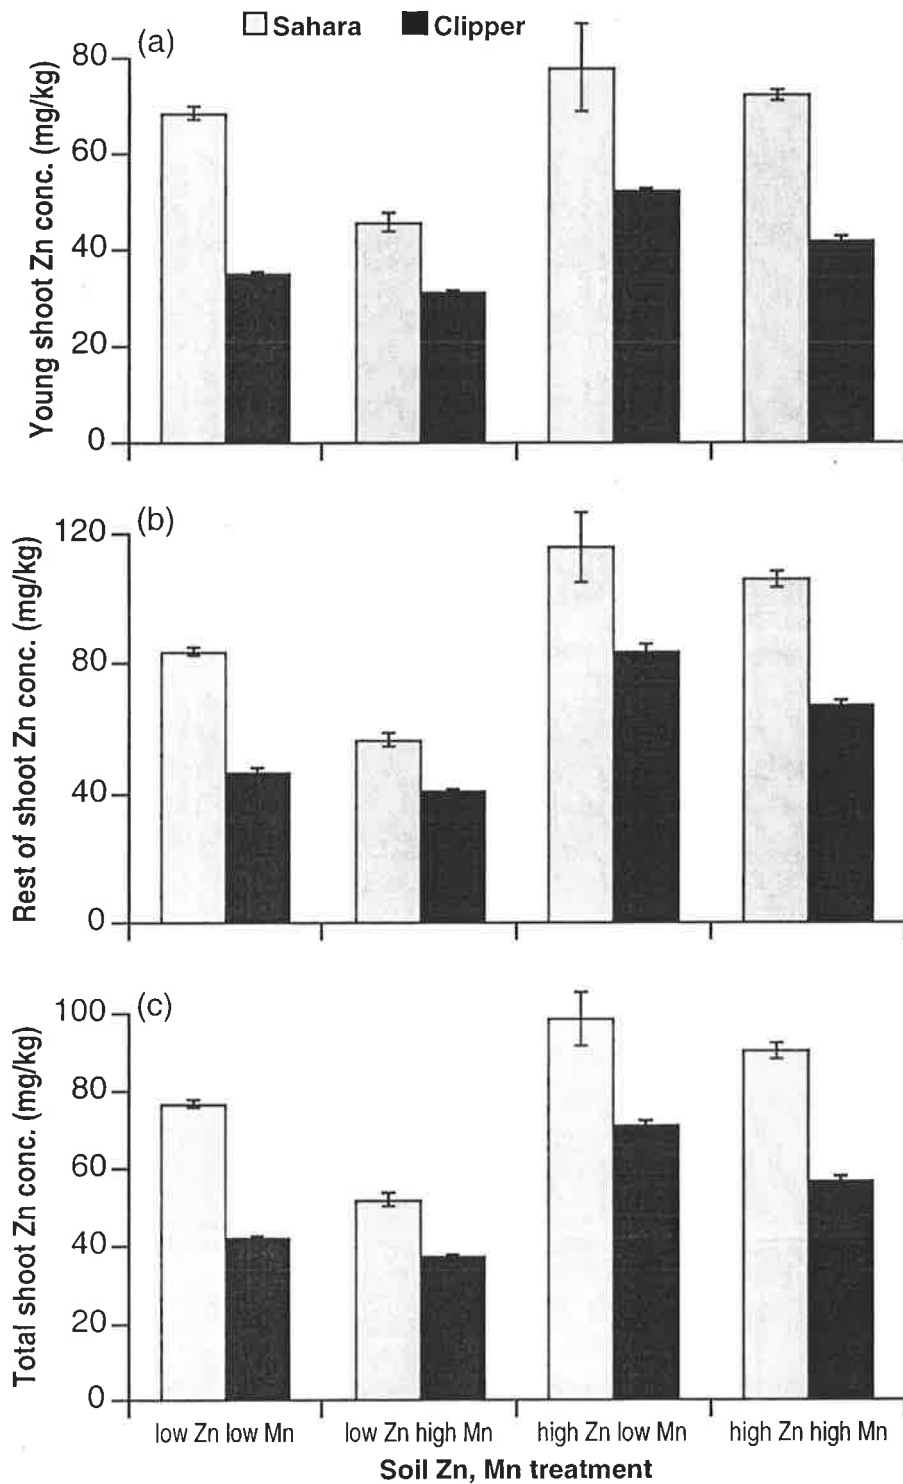 Sahara Clipper
(a)
Young shoot Zn conc. (mg/kg)
80
60
40
20
0
(b)
Rest of shoot Zn conc. (mg/kg)
120
80
40
0
(c)
Total shoot Zn conc. (mg/kg)
100
80
60
40
20
0
low Zn low Mn low Zn high Mn high Zn low Mn high Zn high Mn
Soil Zn, Mn treatment